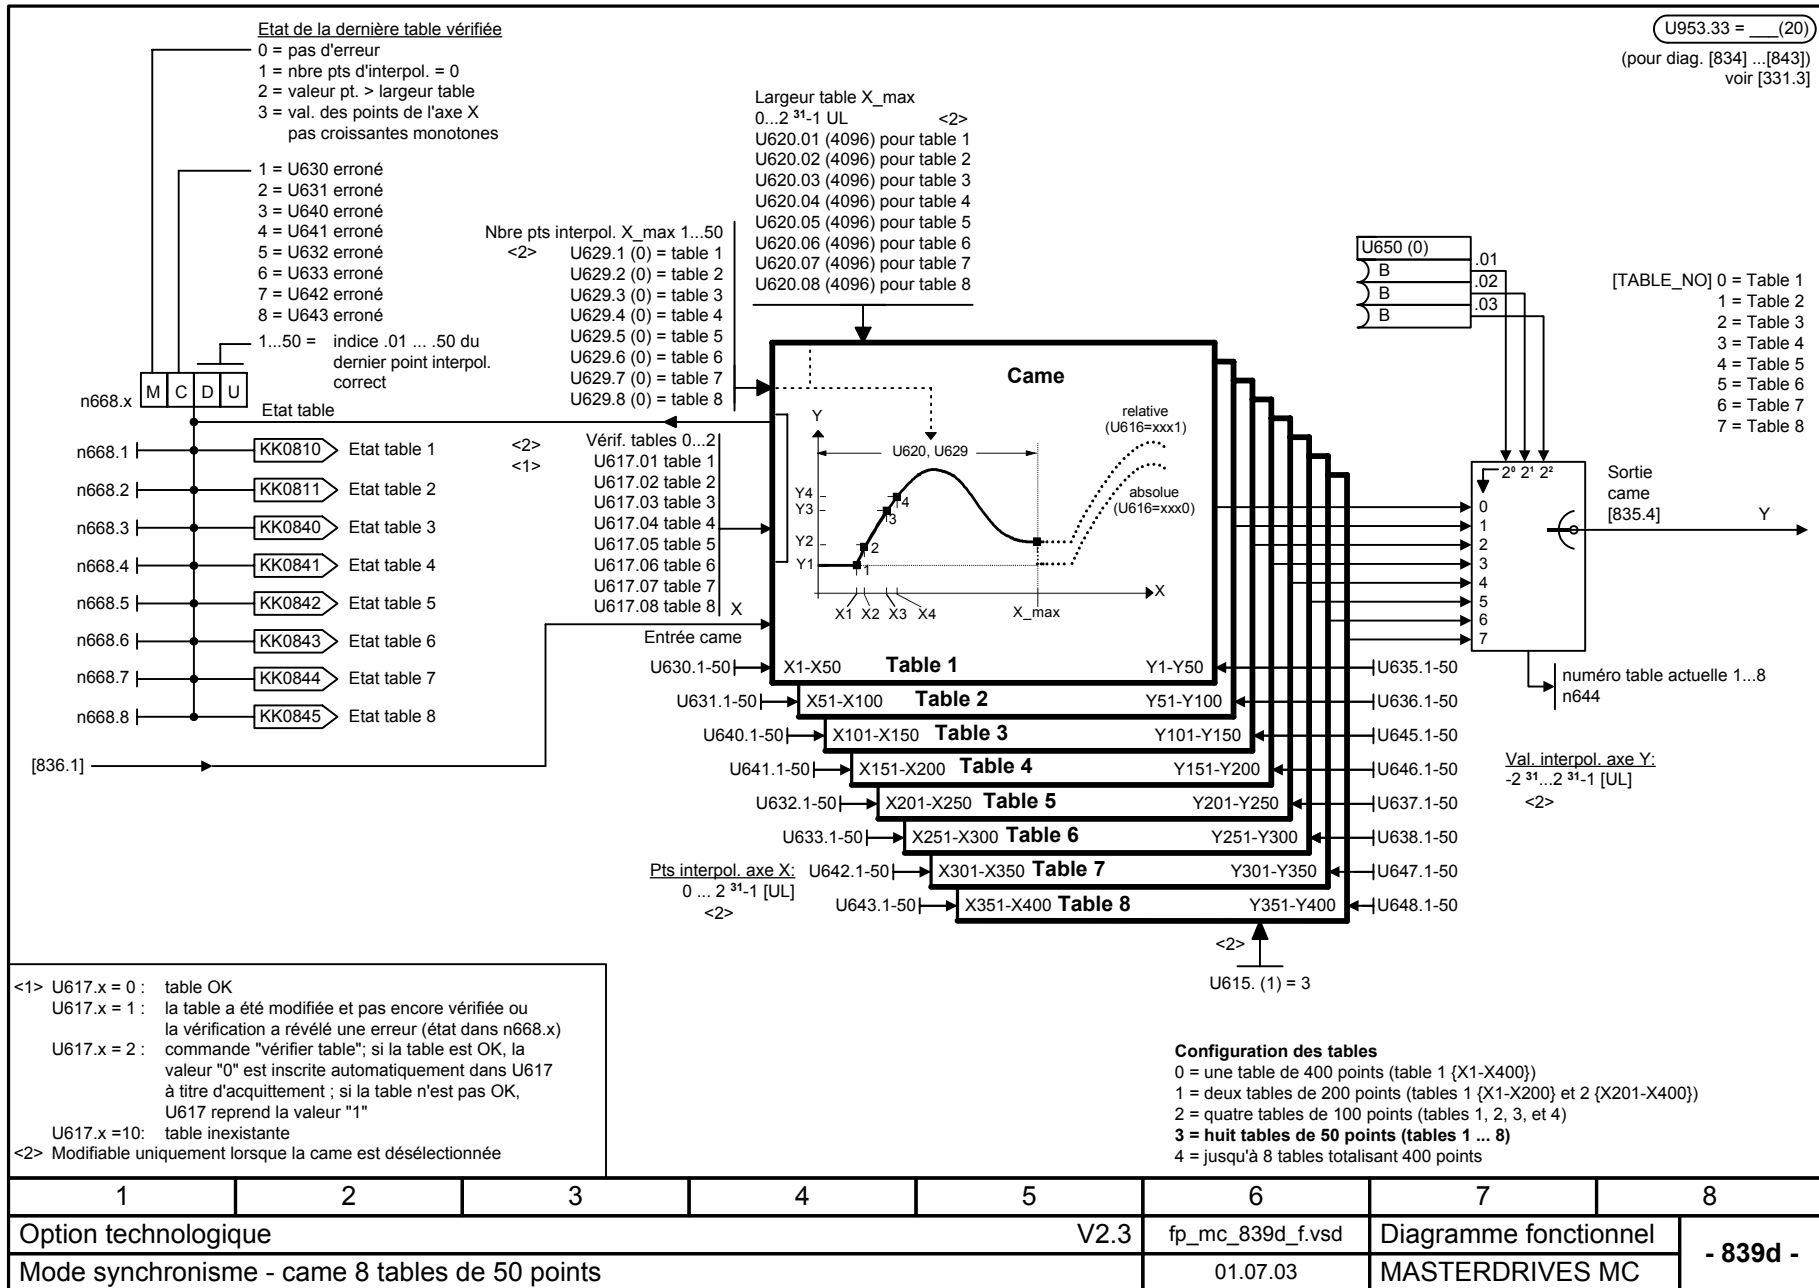 Etat de la dernière table vérifiée
0 = pas d'erreur
1 = nbre pts d'interpol. = 0
2 = valeur pt. > largeur table
3 = val. des points de l'axe X
pas croissantes monotones
1 = U630 erroné
2 = U631 erroné
3 = U640 erroné
4 = U641 erroné
5 = U632 erroné
6 = U633 erroné
7 = U642 erroné
8 = U643 erroné
1...50 = indice .01 ... .50 du
dernier point interpol.
correct
n668.x
M C D U
Etat table
n668.1 KK0810 Etat table 1
n668.2 KK0811 Etat table 2
n668.3 KK0840 Etat table 3
n668.4 KK0841 Etat table 4
n668.5 KK0842 Etat table 5
n668.6 KK0843 Etat table 6
n668.7 KK0844 Etat table 7
n668.8 KK0845 Etat table 8
[836.1]
Nbre pts interpol. X_max 1...50
<2> U629.1 (0) = table 1
U629.2 (0) = table 2
U629.3 (0) = table 3
U629.4 (0) = table 4
U629.5 (0) = table 5
U629.6 (0) = table 6
U629.7 (0) = table 7
U629.8 (0) = table 8
<2> Vérif. tables 0...2
<1> U617.01 table 1
U617.02 table 2
U617.03 table 3
U617.04 table 4
U617.05 table 5
U617.06 table 6
U617.07 table 7
U617.08 table 8
X
Entrée came
Largeur table X_max
0...2 ³¹-1 UL <2>
U620.01 (4096) pour table 1
U620.02 (4096) pour table 2
U620.03 (4096) pour table 3
U620.04 (4096) pour table 4
U620.05 (4096) pour table 5
U620.06 (4096) pour table 6
U620.07 (4096) pour table 7
U620.08 (4096) pour table 8
Came
Y
U620, U629
relative
(U616=xxx1)
absolue
(U616=xxx0)
Y4
Y3
Y2
Y1
1
2
3
4
X
X1 X2 X3 X4 X_max
U630.1-50 X1-X50 Table 1 Y1-Y50 U635.1-50
U631.1-50 X51-X100 Table 2 Y51-Y100 U636.1-50
U640.1-50 X101-X150 Table 3 Y101-Y150 U645.1-50
U641.1-50 X151-X200 Table 4 Y151-Y200 U646.1-50
U632.1-50 X201-X250 Table 5 Y201-Y250 U637.1-50
U633.1-50 X251-X300 Table 6 Y251-Y300 U638.1-50
U642.1-50 X301-X350 Table 7 Y301-Y350 U647.1-50
U643.1-50 X351-X400 Table 8 Y351-Y400 U648.1-50
Pts interpol. axe X:
0 ... 2 ³¹-1 [UL]
<2>
<2>
U615. (1) = 3
U953.33 = ___(20)
(pour diag. [834] ...[843])
voir [331.3]
U650 (0)
B .01
B .02
B .03
[TABLE_NO] 0 = Table 1
1 = Table 2
2 = Table 3
3 = Table 4
4 = Table 5
5 = Table 6
6 = Table 7
7 = Table 8
2⁰ 2¹ 2²
0
1
2
3
4
5
6
7
Sortie
came
[835.4]
Y
numéro table actuelle 1...8
n644
Val. interpol. axe Y:
-2 ³¹...2 ³¹-1 [UL]
<2>
<1> U617.x = 0 : table OK
U617.x = 1 : la table a été modifiée et pas encore vérifiée ou
la vérification a révélé une erreur (état dans n668.x)
U617.x = 2 : commande "vérifier table"; si la table est OK, la
valeur "0" est inscrite automatiquement dans U617
à titre d'acquittement ; si la table n'est pas OK,
U617 reprend la valeur "1"
U617.x =10: table inexistante
<2> Modifiable uniquement lorsque la came est désélectionnée
Configuration des tables
0 = une table de 400 points (table 1 {X1-X400})
1 = deux tables de 200 points (tables 1 {X1-X200} et 2 {X201-X400})
2 = quatre tables de 100 points (tables 1, 2, 3, et 4)
3 = huit tables de 50 points (tables 1 ... 8)
4 = jusqu'à 8 tables totalisant 400 points
1 2 3 4 5 6 7 8
Option technologique V2.3 fp_mc_839d_f.vsd Diagramme fonctionnel
- 839d -
Mode synchronisme - came 8 tables de 50 points 01.07.03 MASTERDRIVES MC